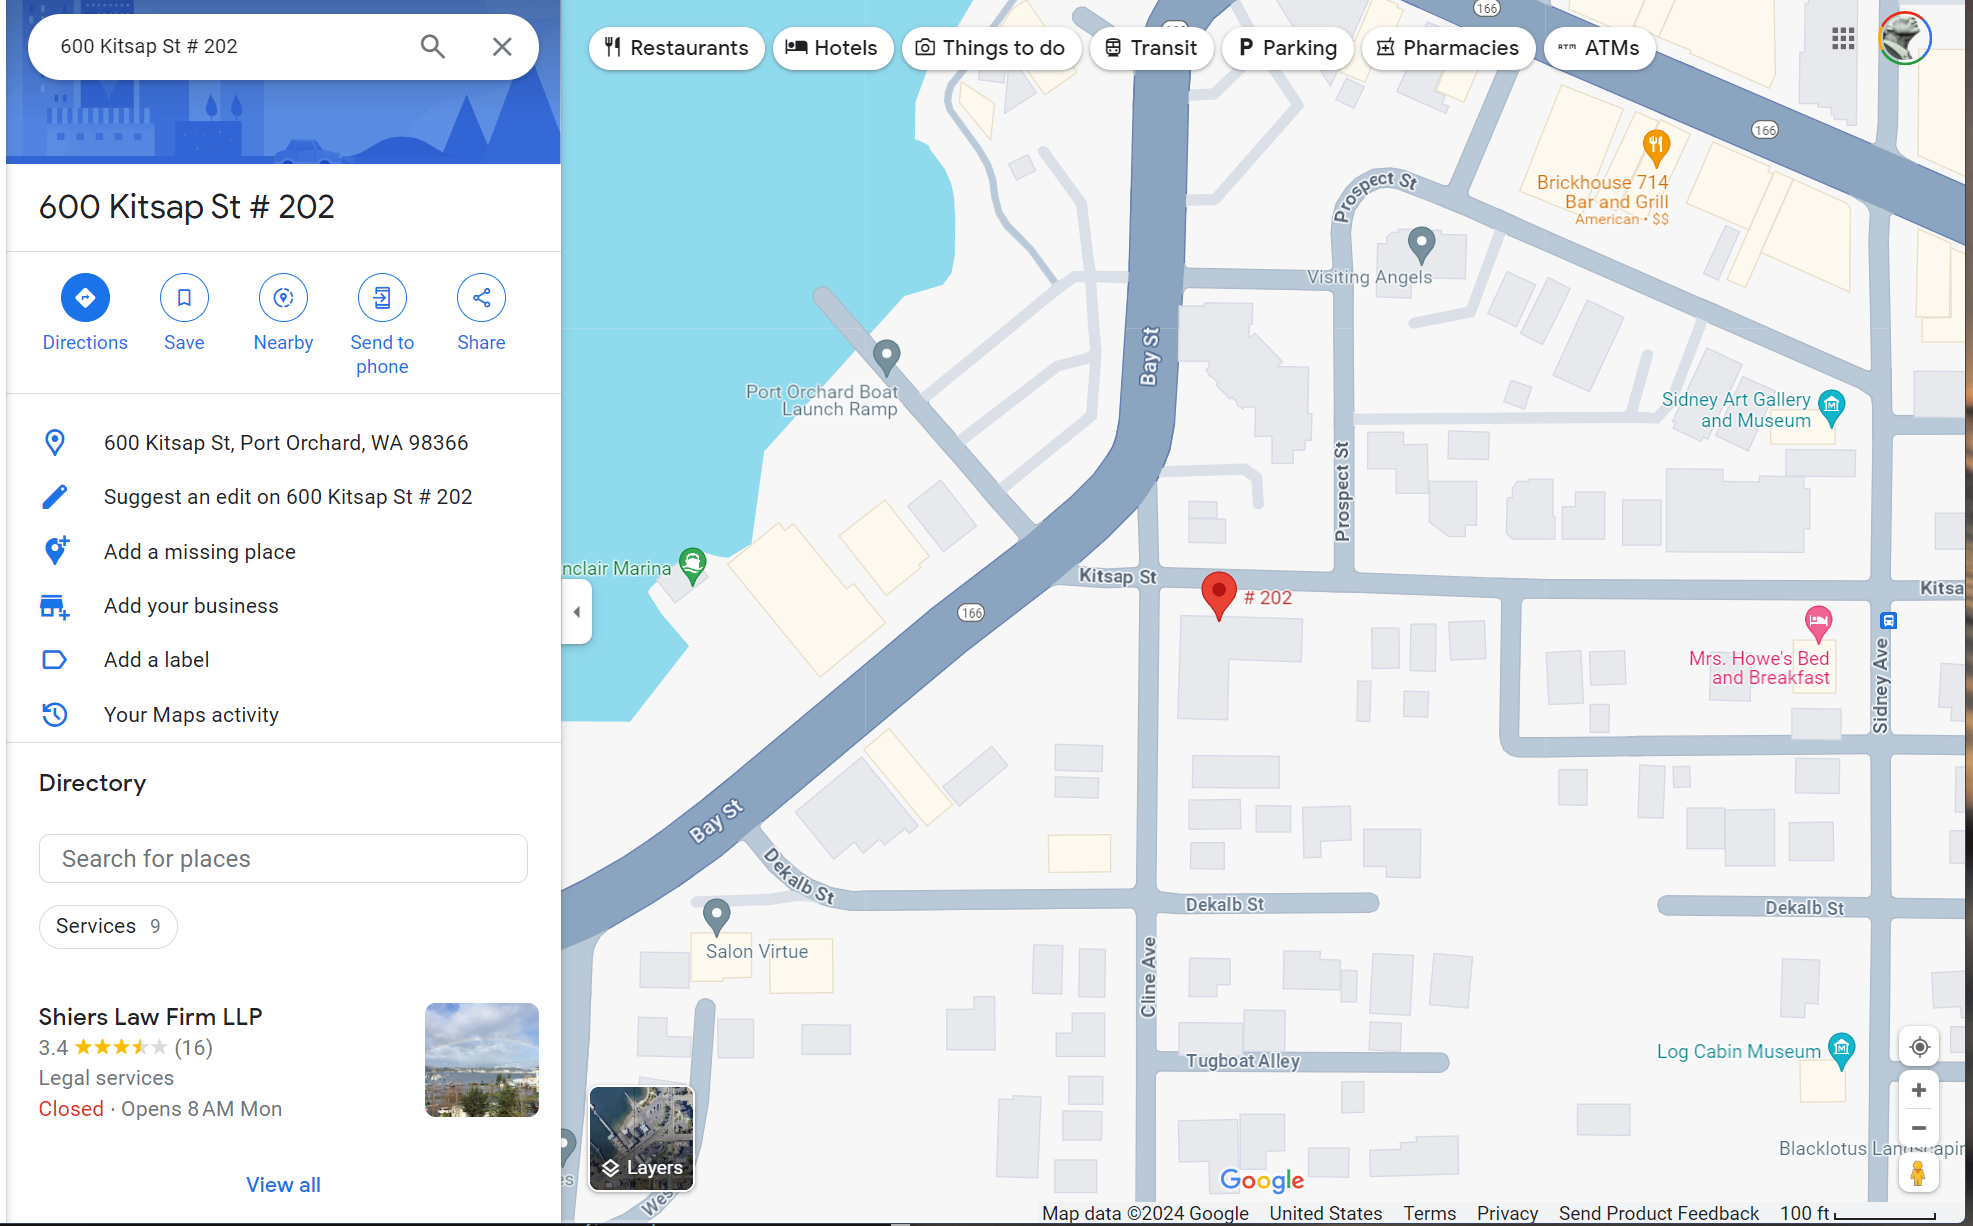 600 Kitsap St # 202
Restaurants
Hotels
Things to do
Transit
Parking
Pharmacies
ATM
ATMs
600 Kitsap St # 202
Directions
Save
Nearby
Send to
phone
Share
600 Kitsap St, Port Orchard, WA 98366
Suggest an edit on 600 Kitsap St # 202
Add a missing place
Add your business
Add a label
Your Maps activity
Directory
Search for places
Services 9
Shiers Law Firm LLP
3.4 (16)
Legal services
Closed · Opens 8 AM Mon
View all
166
166
Prospect St
Brickhouse 714
Bar and Grill
American · $$
Visiting Angels
Bay St
Port Orchard Boat
Launch Ramp
Sidney Art Gallery
and Museum
Prospect St
nclair Marina
Kitsap St
# 202
Kitsa
166
Mrs. Howe's Bed
and Breakfast
Sidney Ave
Bay St
Dekalb St
Dekalb St
Dekalb St
Salon Virtue
Cline Ave
Log Cabin Museum
Tugboat Alley
Blacklotus Landscapin
es
Wes
Layers
Google
Map data ©2024 Google
United States
Terms
Privacy
Send Product Feedback
100 ft